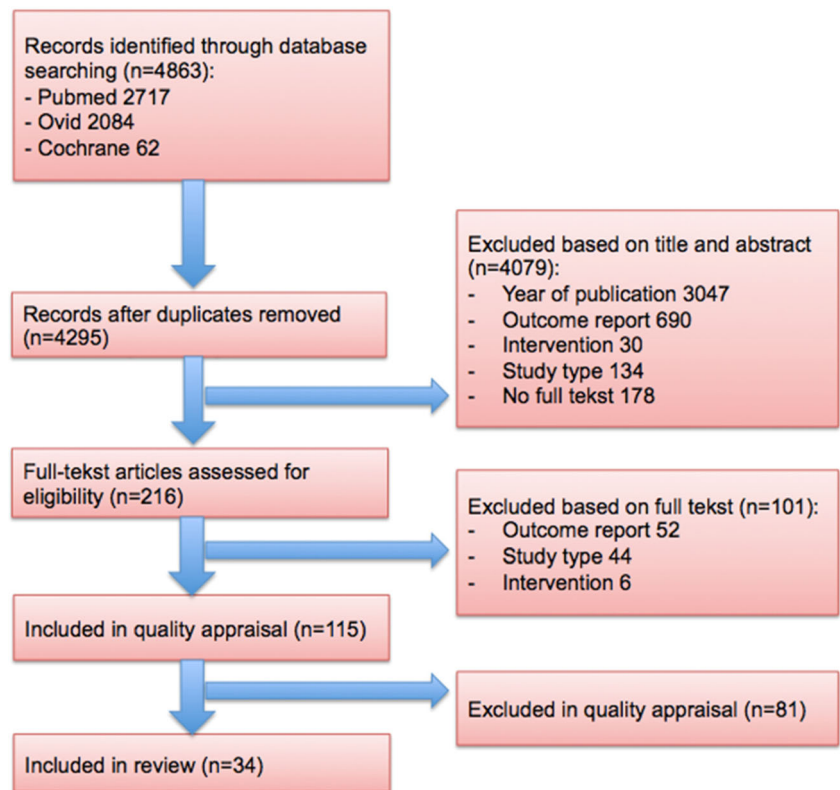 Records identified through database
searching (n=4863):
- Pubmed 2717
- Ovid 2084
- Cochrane 62
Excluded based on title and abstract
(n=4079):
- Year of publication 3047
- Outcome report 690
- Intervention 30
- Study type 134
- No full tekst 178
Records after duplicates removed
(n=4295)
Full-tekst articles assessed for
eligibility (n=216)
Excluded based on full tekst (n=101):
- Outcome report 52
- Study type 44
- Intervention 6
Included in quality appraisal (n=115)
Excluded in quality appraisal (n=81)
Included in review (n=34)